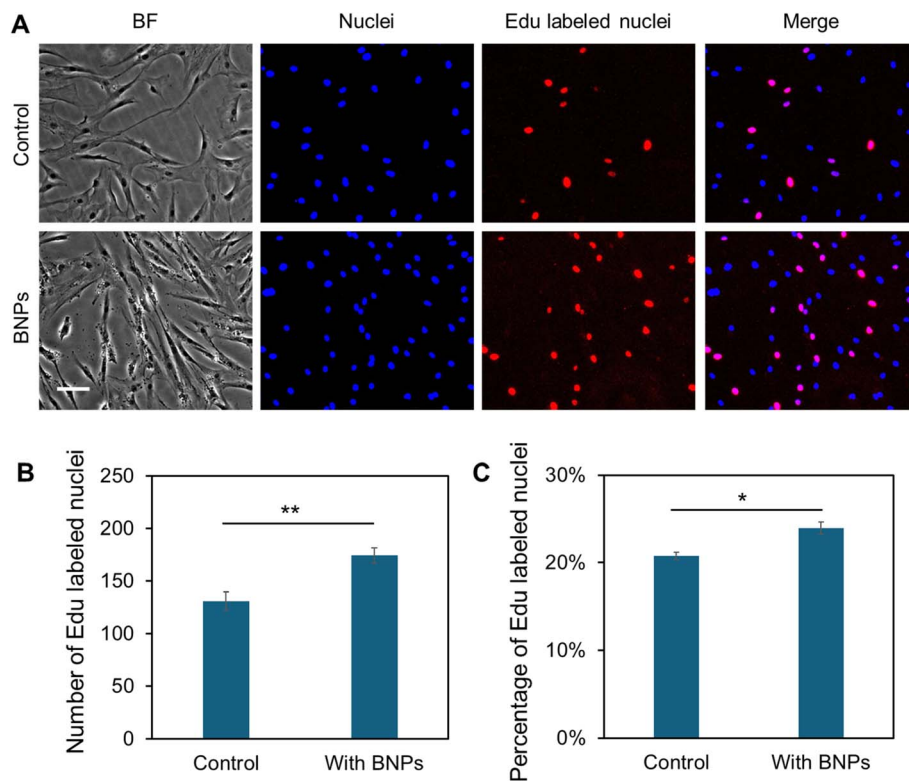 A
BF
Nuclei
Edu labeled nuclei
Merge
Control
BNPs
B
Number of Edu labeled nuclei
250
200
150
100
50
0
**
Control
With BNPs
C
Percentage of Edu labeled nuclei
30%
20%
10%
0%
*
Control
With BNPs